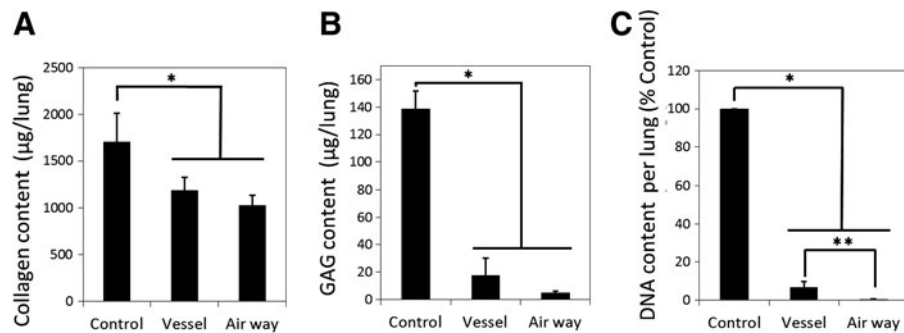 A
Collagen content (µg/lung)
2500
2000
1500
1000
500
0
*
Control Vessel Air way
B
GAG content (µg/lung)
160
140
120
100
80
60
40
20
0
*
Control Vessel Air way
C
DNA content per lung (% Control)
120
100
80
60
40
20
0
*
**
Control Vessel Air way